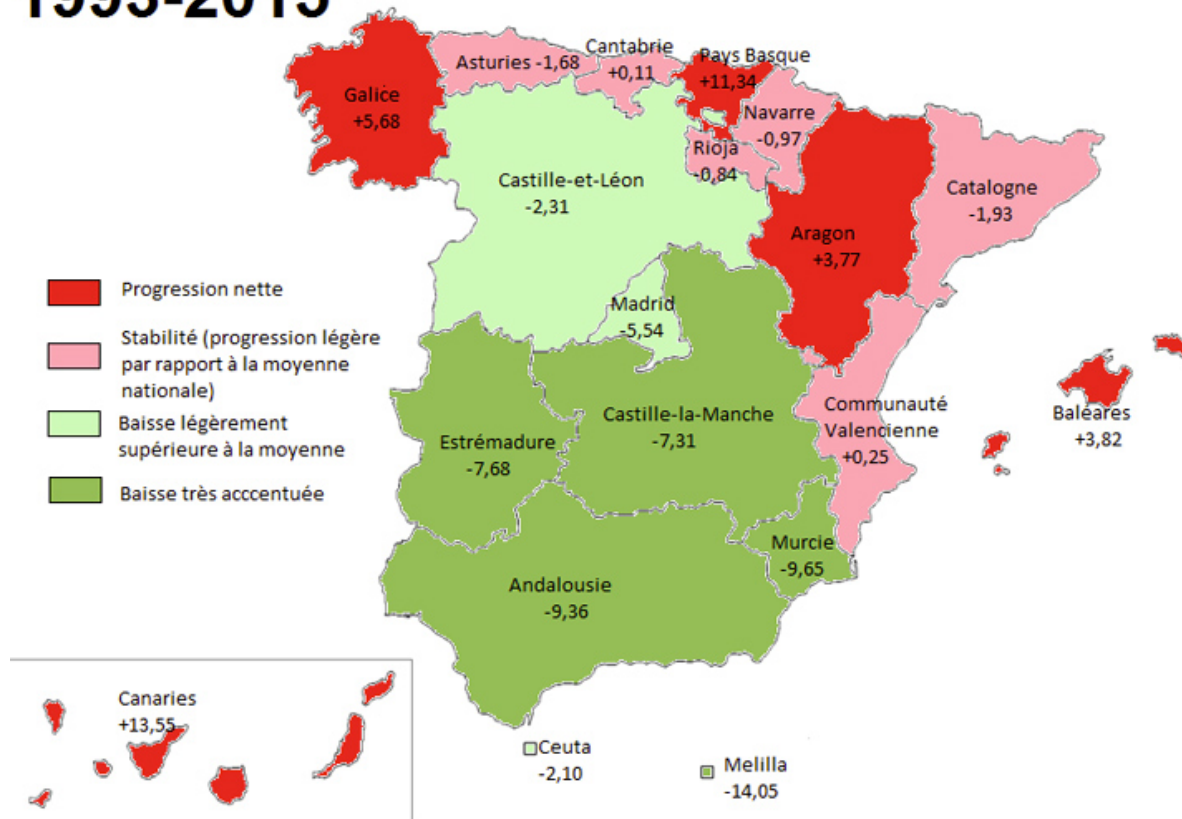 1993-2015
Cantabrie
+0,11
Pays Basque
+11,34
Asturies -1,68
Galice
+5,68
Navarre
-0,97
Rioja
-0,84
Castille-et-Léon
-2,31
Catalogne
-1,93
Aragon
+3,77
Madrid
-5,54
Progression nette
Stabilité (progression légère
par rapport à la moyenne
nationale)
Baisse légèrement
supérieure à la moyenne
Baisse très acccentuée
Castille-la-Manche
-7,31
Communauté
Valencienne
+0,25
Baléares
+3,82
Estrémadure
-7,68
Murcie
-9,65
Andalousie
-9,36
Canaries
+13,55
Ceuta
-2,10
Melilla
-14,05